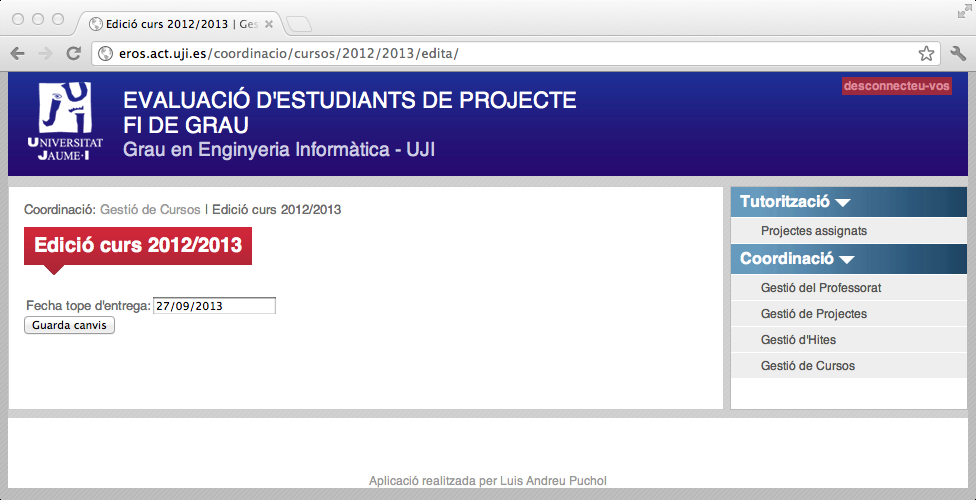 Edició curs 2012/2013 | Ges
eros.act.uji.es/coordinacio/cursos/2012/2013/edita/
desconnecteu-vos
UNIVERSITAT
JAUME·I
EVALUACIÓ D'ESTUDIANTS DE PROJECTE
FI DE GRAU
Grau en Enginyeria Informàtica - UJI
Coordinació: Gestió de Cursos | Edició curs 2012/2013
Edició curs 2012/2013
Fecha tope d'entrega: 27/09/2013
Guarda canvis
Tutorització
Projectes assignats
Coordinació
Gestió del Professorat
Gestió de Projectes
Gestió d'Hites
Gestió de Cursos
Aplicació realitzada per Luis Andreu Puchol